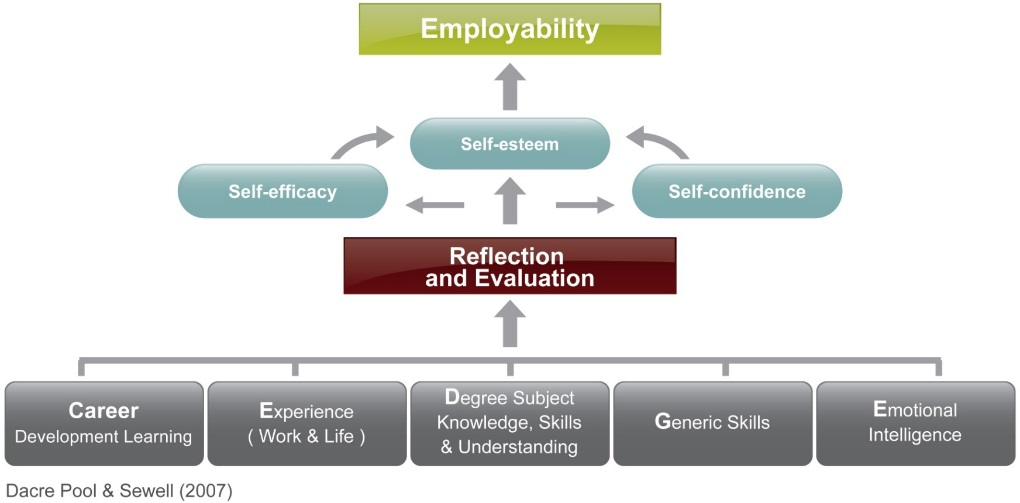 Employability
Self-esteem
Self-efficacy
Self-confidence
Reflection
and Evaluation
Career
Development Learning
Experience
( Work & Life )
Degree Subject
Knowledge, Skills
& Understanding
Generic Skills
Emotional
Intelligence
Dacre Pool & Sewell (2007)